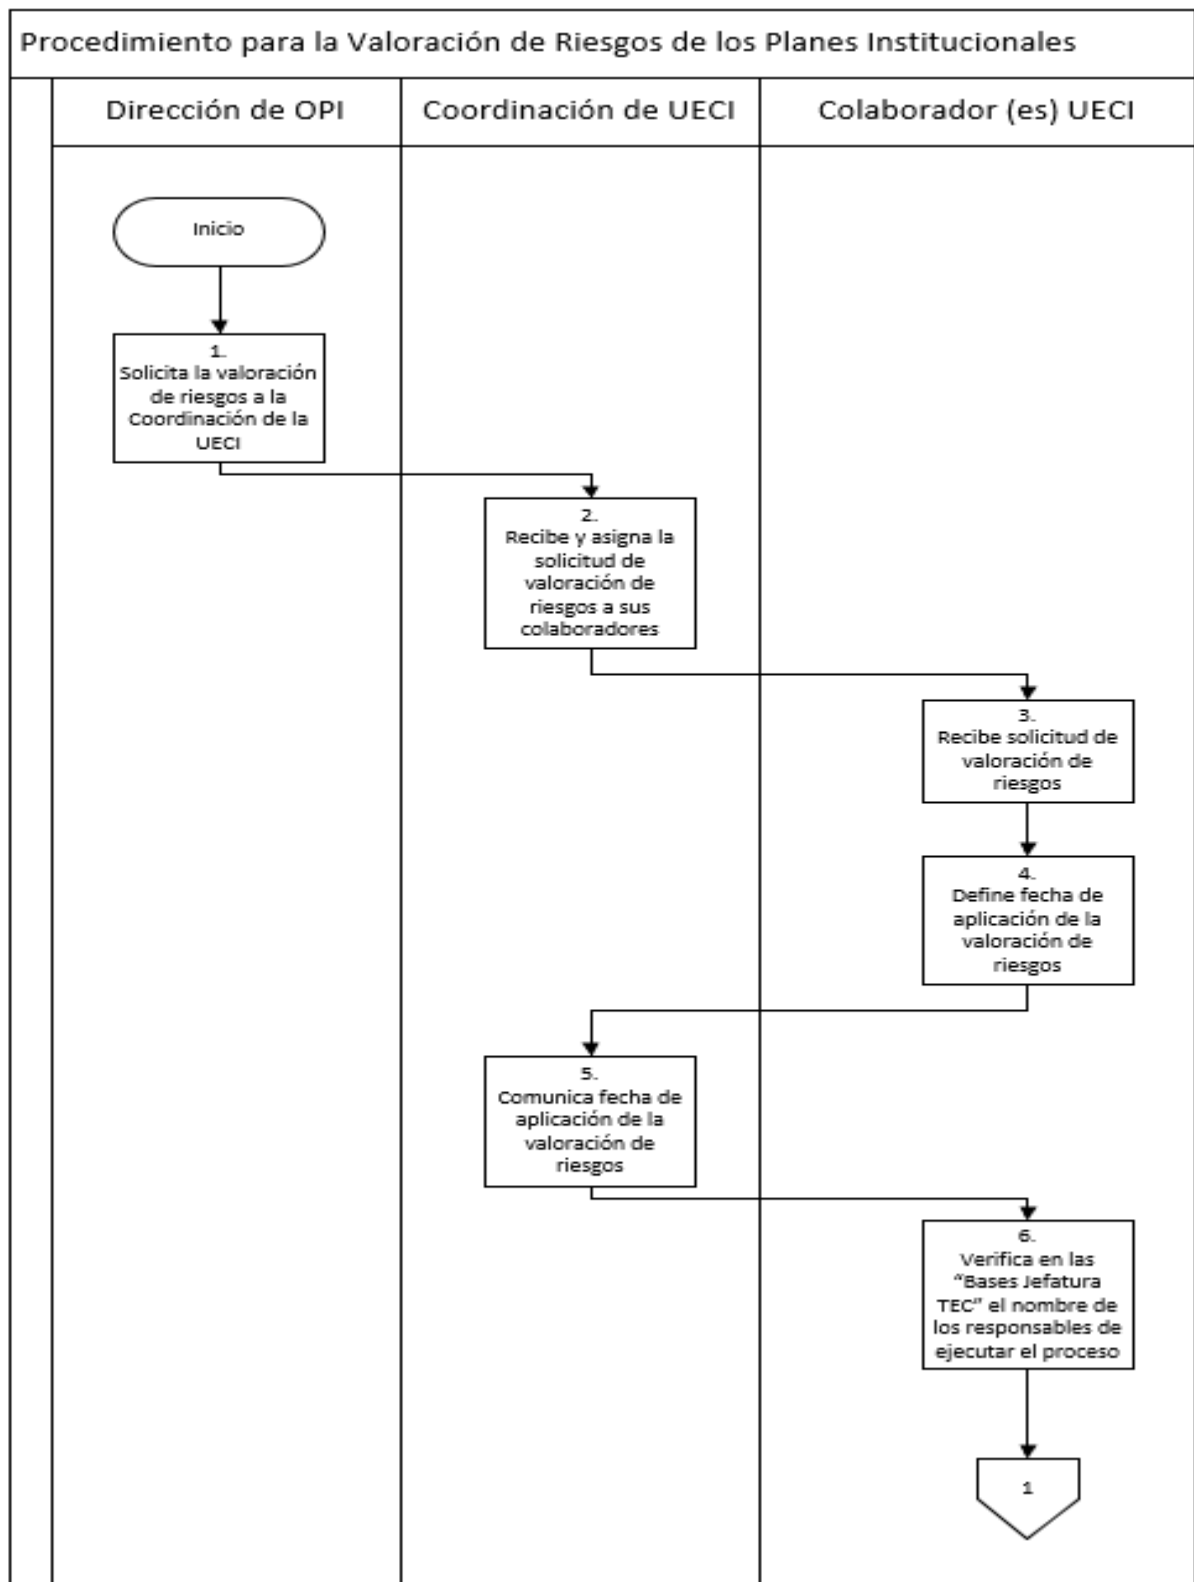 Procedimiento para la Valoración de Riesgos de los Planes Institucionales
Dirección de OPI
Coordinación de UECI
Colaborador (es) UECI
Inicio
1.
Solicita la valoración
de riesgos a la
Coordinación de la
UECI
2.
Recibe y asigna la
solicitud de
valoración de
riesgos a sus
colaboradores
3.
Recibe solicitud de
valoración de
riesgos
4.
Define fecha de
aplicación de la
valoración de
riesgos
5.
Comunica fecha de
aplicación de la
valoración de
riesgos
6.
Verifica en las
“Bases Jefatura
TEC” el nombre de
los responsables de
ejecutar el proceso
1